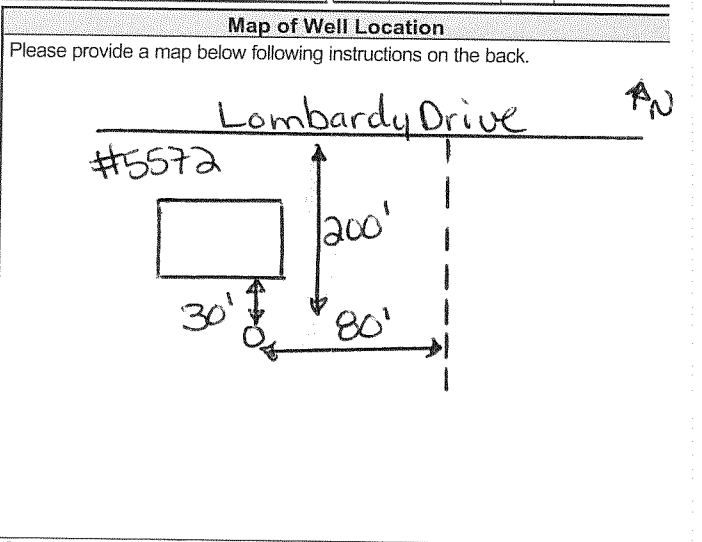 Map of Well Location
Please provide a map below following instructions on the back.
Lombardy Drive
N
#5572
200'
30'
80'